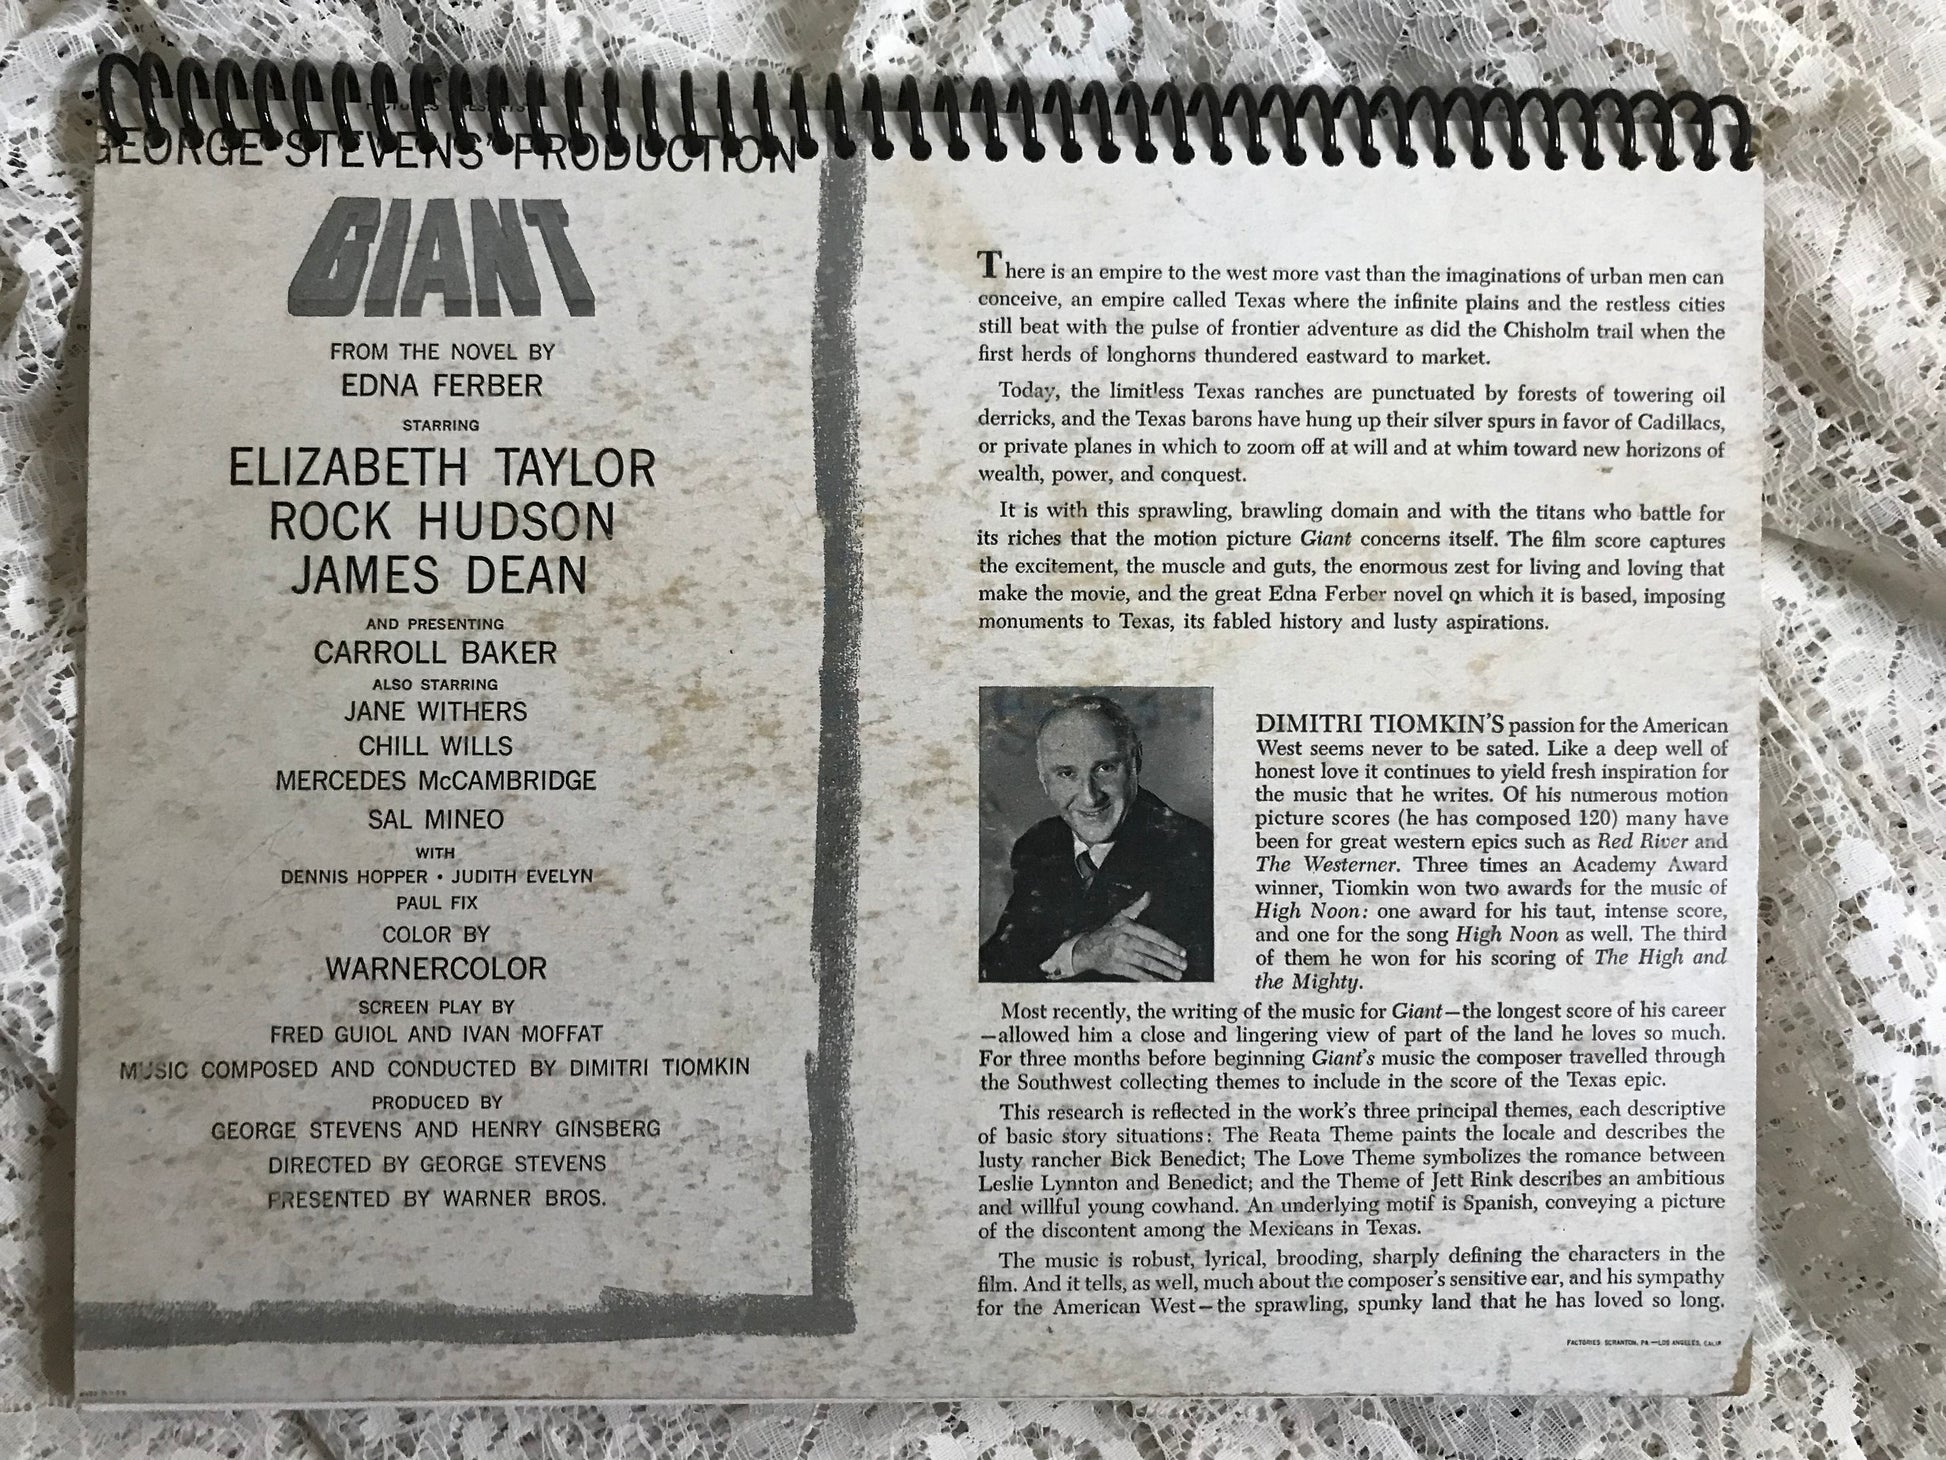 GEORGE STEVENS' PRODUCTION
GIANT
FROM THE NOVEL BY
EDNA FERBER
STARRING
ELIZABETH TAYLOR
ROCK HUDSON
JAMES DEAN
AND PRESENTING
CARROLL BAKER
ALSO STARRING
JANE WITHERS
CHILL WILLS
MERCEDES McCAMBRIDGE
SAL MINEO
WITH
DENNIS HOPPER • JUDITH EVELYN
PAUL FIX
COLOR BY
WARNERCOLOR
SCREEN PLAY BY
FRED GUIOL AND IVAN MOFFAT
MUSIC COMPOSED AND CONDUCTED BY DIMITRI TIOMKIN
PRODUCED BY
GEORGE STEVENS AND HENRY GINSBERG
DIRECTED BY GEORGE STEVENS
PRESENTED BY WARNER BROS.
There is an empire to the west more vast than the imaginations of urban men can
conceive, an empire called Texas where the infinite plains and the restless cities
still beat with the pulse of frontier adventure as did the Chisholm trail when the
first herds of longhorns thundered eastward to market.
Today, the limitless Texas ranches are punctuated by forests of towering oil
derricks, and the Texas barons have hung up their silver spurs in favor of Cadillacs,
or private planes in which to zoom off at will and at whim toward new horizons of
wealth, power, and conquest.
It is with this sprawling, brawling domain and with the titans who battle for
its riches that the motion picture Giant concerns itself. The film score captures
the excitement, the muscle and guts, the enormous zest for living and loving that
make the movie, and the great Edna Ferber novel on which it is based, imposing
monuments to Texas, its fabled history and lusty aspirations.
DIMITRI TIOMKIN'S passion for the American
West seems never to be sated. Like a deep well of
honest love it continues to yield fresh inspiration for
the music that he writes. Of his numerous motion
picture scores (he has composed 120) many have
been for great western epics such as Red River and
The Westerner. Three times an Academy Award
winner, Tiomkin won two awards for the music of
High Noon: one award for his taut, intense score,
and one for the song High Noon as well. The third
of them he won for his scoring of The High and
the Mighty.
Most recently, the writing of the music for Giant—the longest score of his career
—allowed him a close and lingering view of part of the land he loves so much.
For three months before beginning Giant's music the composer travelled through
the Southwest collecting themes to include in the score of the Texas epic.
This research is reflected in the work's three principal themes, each descriptive
of basic story situations: The Reata Theme paints the locale and describes the
lusty rancher Bick Benedict; The Love Theme symbolizes the romance between
Leslie Lynnton and Benedict; and the Theme of Jett Rink describes an ambitious
and willful young cowhand. An underlying motif is Spanish, conveying a picture
of the discontent among the Mexicans in Texas.
The music is robust, lyrical, brooding, sharply defining the characters in the
film. And it tells, as well, much about the composer's sensitive ear, and his sympathy
for the American West—the sprawling, spunky land that he has loved so long.
FACTORIES: SCRANTON, PA.—LOS ANGELES, CALIF.